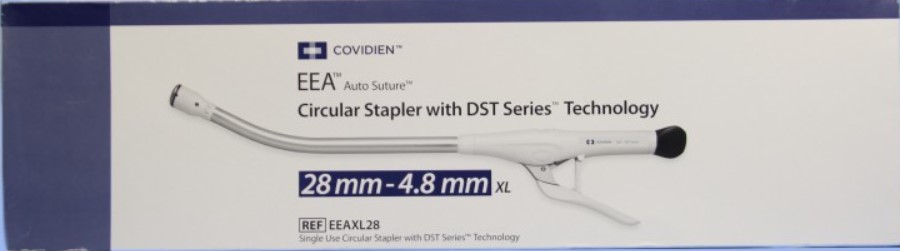 COVIDIEN™
EEA™ Auto Suture™
Circular Stapler with DST Series™ Technology
COVIDIEN
28 mm - 4.8 mm XL
REF EEAXL28
Single Use Circular Stapler with DST Series™ Technology